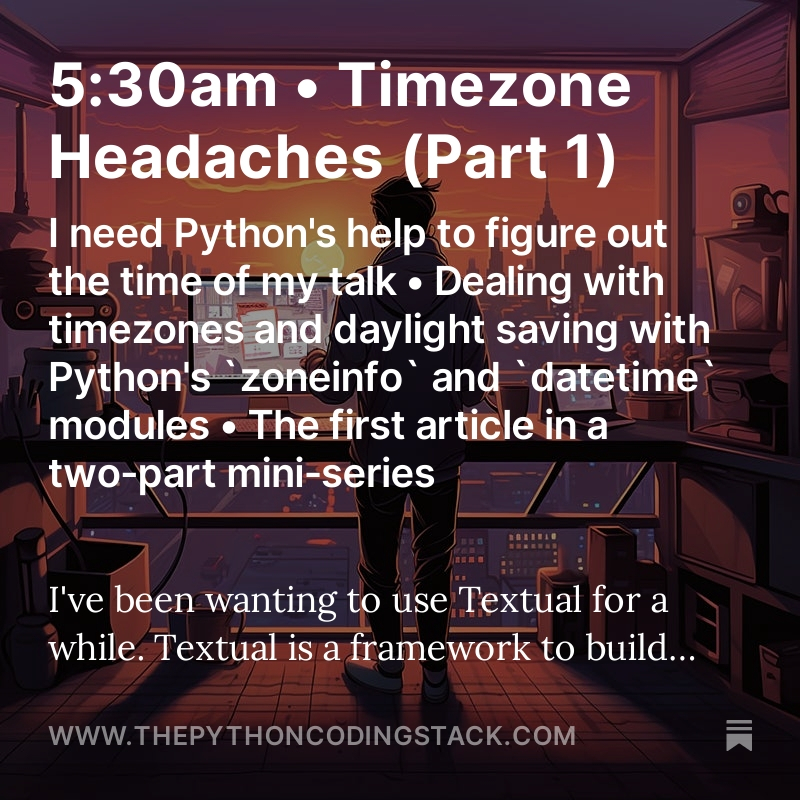 5:30am • Timezone
Headaches (Part 1)
I need Python's help to figure out
the time of my talk • Dealing with
timezones and daylight saving with
Python's `zoneinfo` and `datetime`
modules • The first article in a
two-part mini-series
I've been wanting to use Textual for a
while. Textual is a framework to build...
WWW.THEPYTHONCODINGSTACK.COM